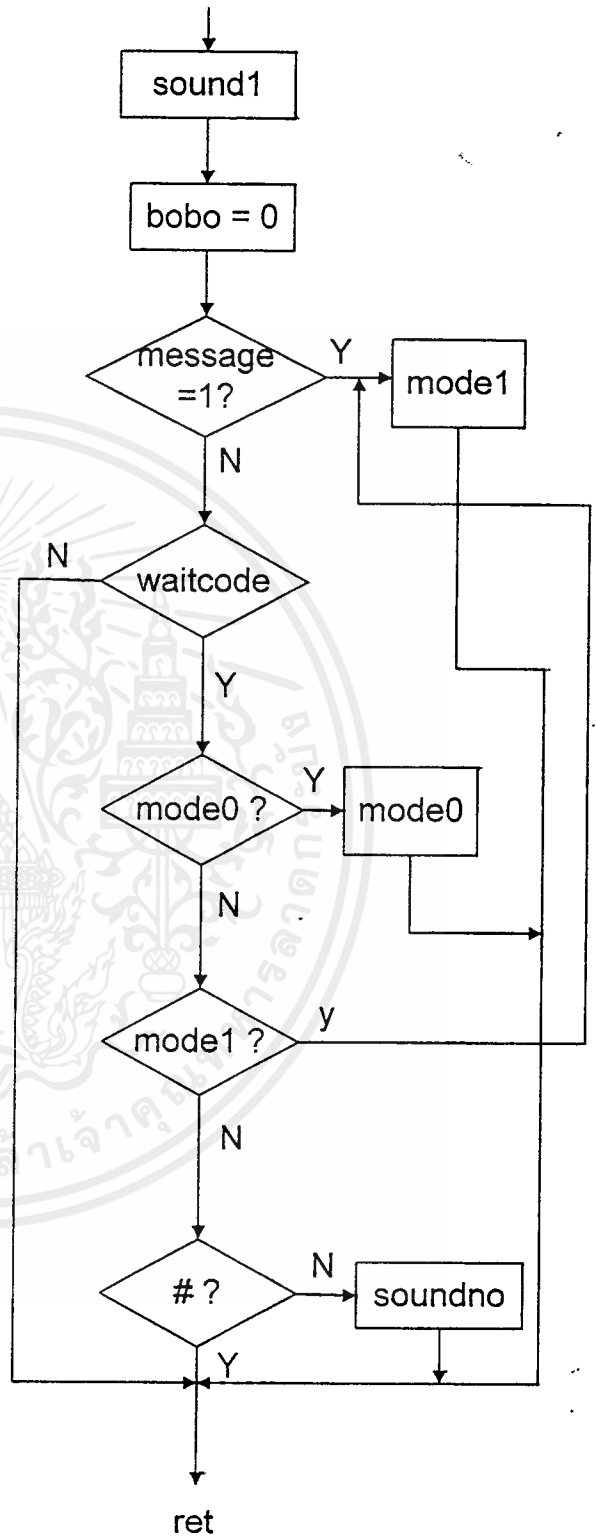 sound1
bobo = 0
message
=1?
Y
mode1
N
N
waitcode
Y
mode0 ?
Y
mode0
N
mode1 ?
y
N
# ?
N
soundno
Y
ret